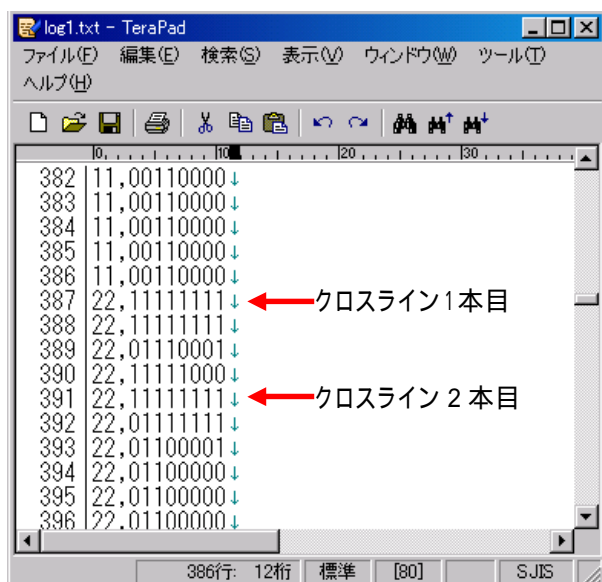 log1.txt - TeraPad
ファイル(F) 編集(E) 検索(S) 表示(V) ウィンドウ(W) ツール(T)
ヘルプ(H)
0 10 20 30
382 11,00110000↓
383 11,00110000↓
384 11,00110000↓
385 11,00110000↓
386 11,00110000↓
387 22,11111111↓ クロスライン1本目
388 22,11111111↓
389 22,01110001↓
390 22,11111000↓
391 22,11111111↓ クロスライン2本目
392 22,01111111↓
393 22,01100001↓
394 22,01100000↓
395 22,01100000↓
396 22,01100000↓
386行: 12桁 標準 [80] SJIS